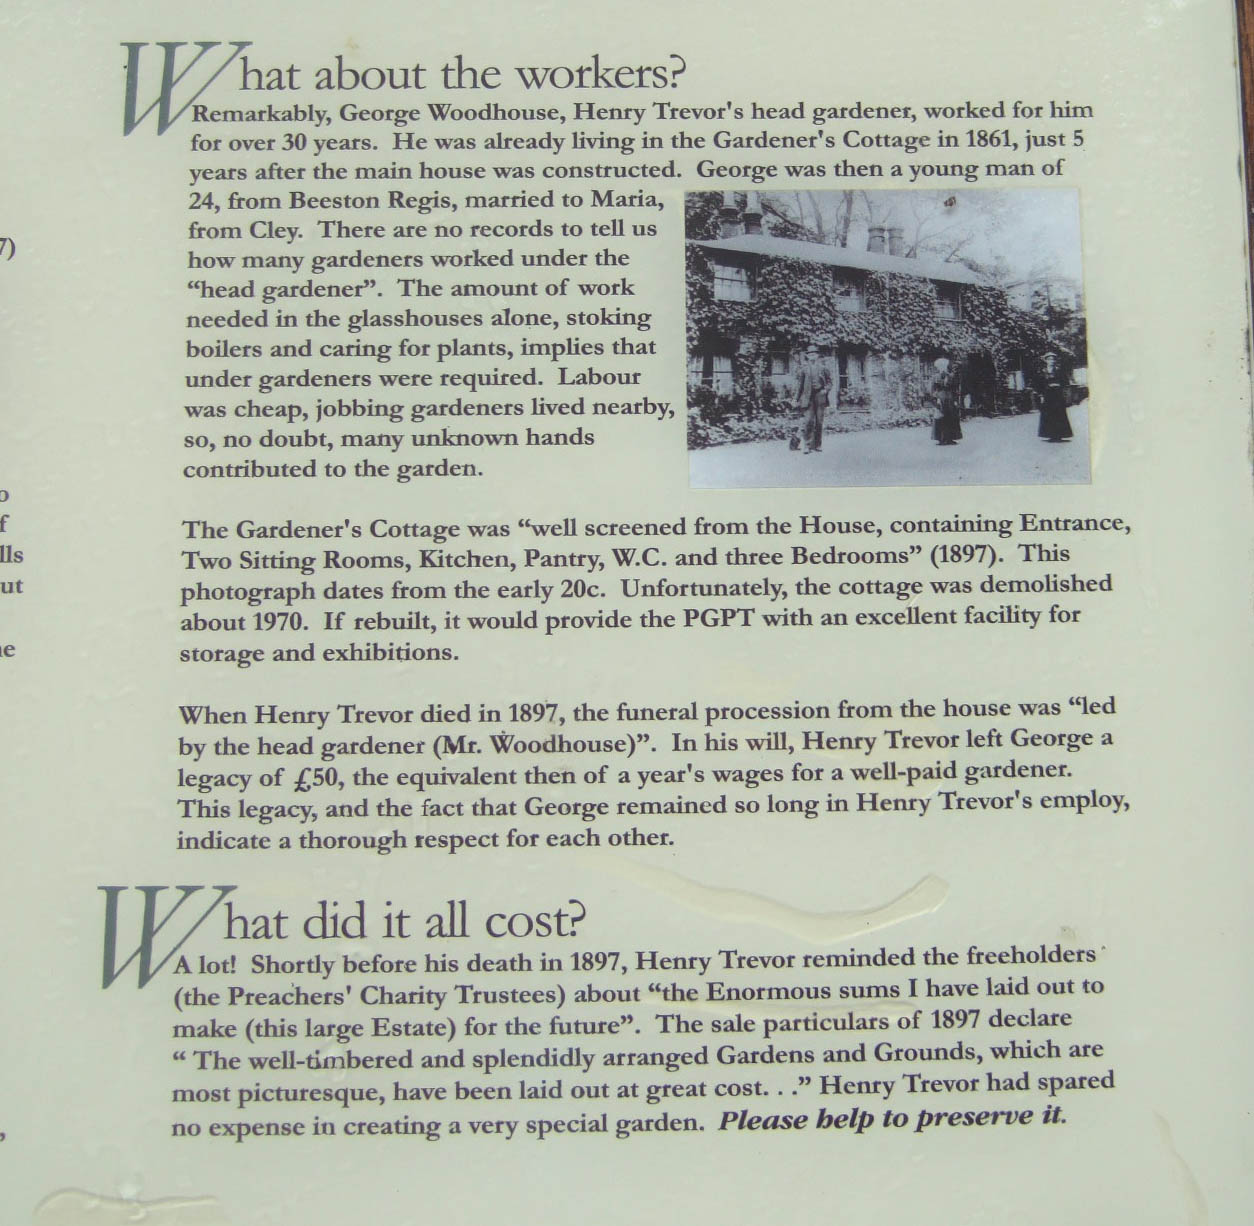 What about the workers?
Remarkably, George Woodhouse, Henry Trevor's head gardener, worked for him
for over 30 years. He was already living in the Gardener's Cottage in 1861, just 5
years after the main house was constructed. George was then a young man of
24, from Beeston Regis, married to Maria,
from Cley. There are no records to tell us
how many gardeners worked under the
“head gardener”. The amount of work
needed in the glasshouses alone, stoking
boilers and caring for plants, implies that
under gardeners were required. Labour
was cheap, jobbing gardeners lived nearby,
so, no doubt, many unknown hands
contributed to the garden.
The Gardener's Cottage was “well screened from the House, containing Entrance,
Two Sitting Rooms, Kitchen, Pantry, W.C. and three Bedrooms” (1897). This
photograph dates from the early 20c. Unfortunately, the cottage was demolished
about 1970. If rebuilt, it would provide the PGPT with an excellent facility for
storage and exhibitions.
When Henry Trevor died in 1897, the funeral procession from the house was “led
by the head gardener (Mr. Woodhouse)”. In his will, Henry Trevor left George a
legacy of £50, the equivalent then of a year's wages for a well-paid gardener.
This legacy, and the fact that George remained so long in Henry Trevor's employ,
indicate a thorough respect for each other.
What did it all cost?
A lot! Shortly before his death in 1897, Henry Trevor reminded the freeholders
(the Preachers' Charity Trustees) about “the Enormous sums I have laid out to
make (this large Estate) for the future”. The sale particulars of 1897 declare
“ The well-timbered and splendidly arranged Gardens and Grounds, which are
most picturesque, have been laid out at great cost. . .” Henry Trevor had spared
no expense in creating a very special garden. Please help to preserve it.